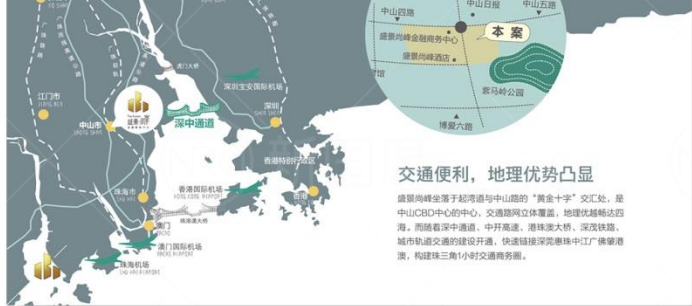 中山四路
中山日报
中山五路
盛景尚峰金融商务中心
本案
盛景尚峰酒店
紫马岭公园
博爱六路
虎门大桥
深圳宝安国际机场
江门市
深圳
中山市
深中通道
香港特别行政区
珠海市
香港国际机场
香港
港珠澳大桥
澳门
澳门国际机场
珠海机场
交通便利，地理优势凸显
盛景尚峰坐落于起湾道与中山路的“黄金十字”交汇处，是
中山CBD中心的中心，交通路网立体覆盖，地理优越畅达四
海。而随着深中通道、中开高速、港珠澳大桥、深茂铁路、
城市轨道交通的建设开通，快速链接深莞惠珠中江广佛肇港
澳，构建珠三角1小时交通商务圈。